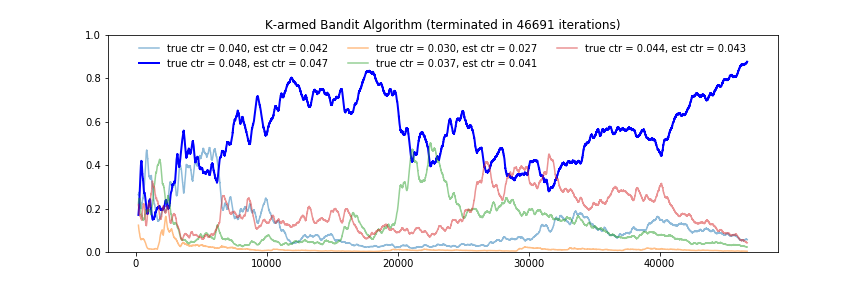 K-armed Bandit Algorithm (terminated in 46691 iterations)
true ctr = 0.040, est ctr = 0.042
true ctr = 0.048, est ctr = 0.047
true ctr = 0.030, est ctr = 0.027
true ctr = 0.037, est ctr = 0.041
true ctr = 0.044, est ctr = 0.043
1.0
0.8
0.6
0.4
0.2
0.0
0
10000
20000
30000
40000